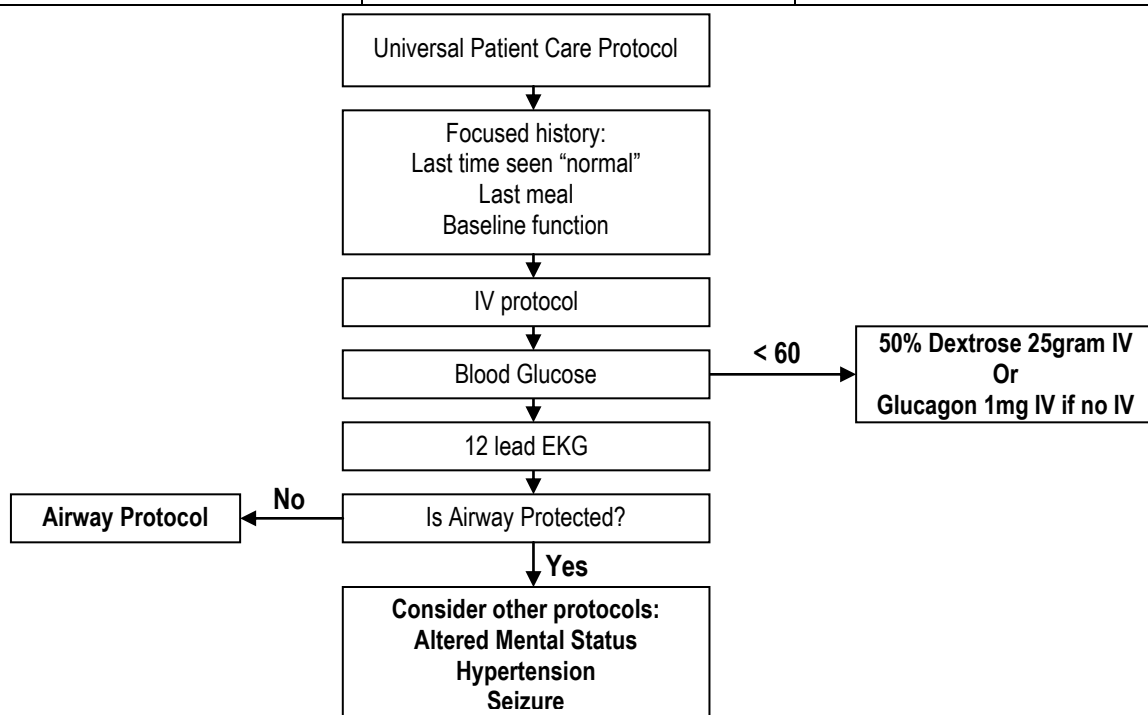 Universal Patient Care Protocol
Focused history:
Last time seen “normal”
Last meal
Baseline function
IV protocol
Blood Glucose
< 60
50% Dextrose 25gram IV
Or
Glucagon 1mg IV if no IV
12 lead EKG
Is Airway Protected?
No
Airway Protocol
Yes
Consider other protocols:
Altered Mental Status
Hypertension
Seizure